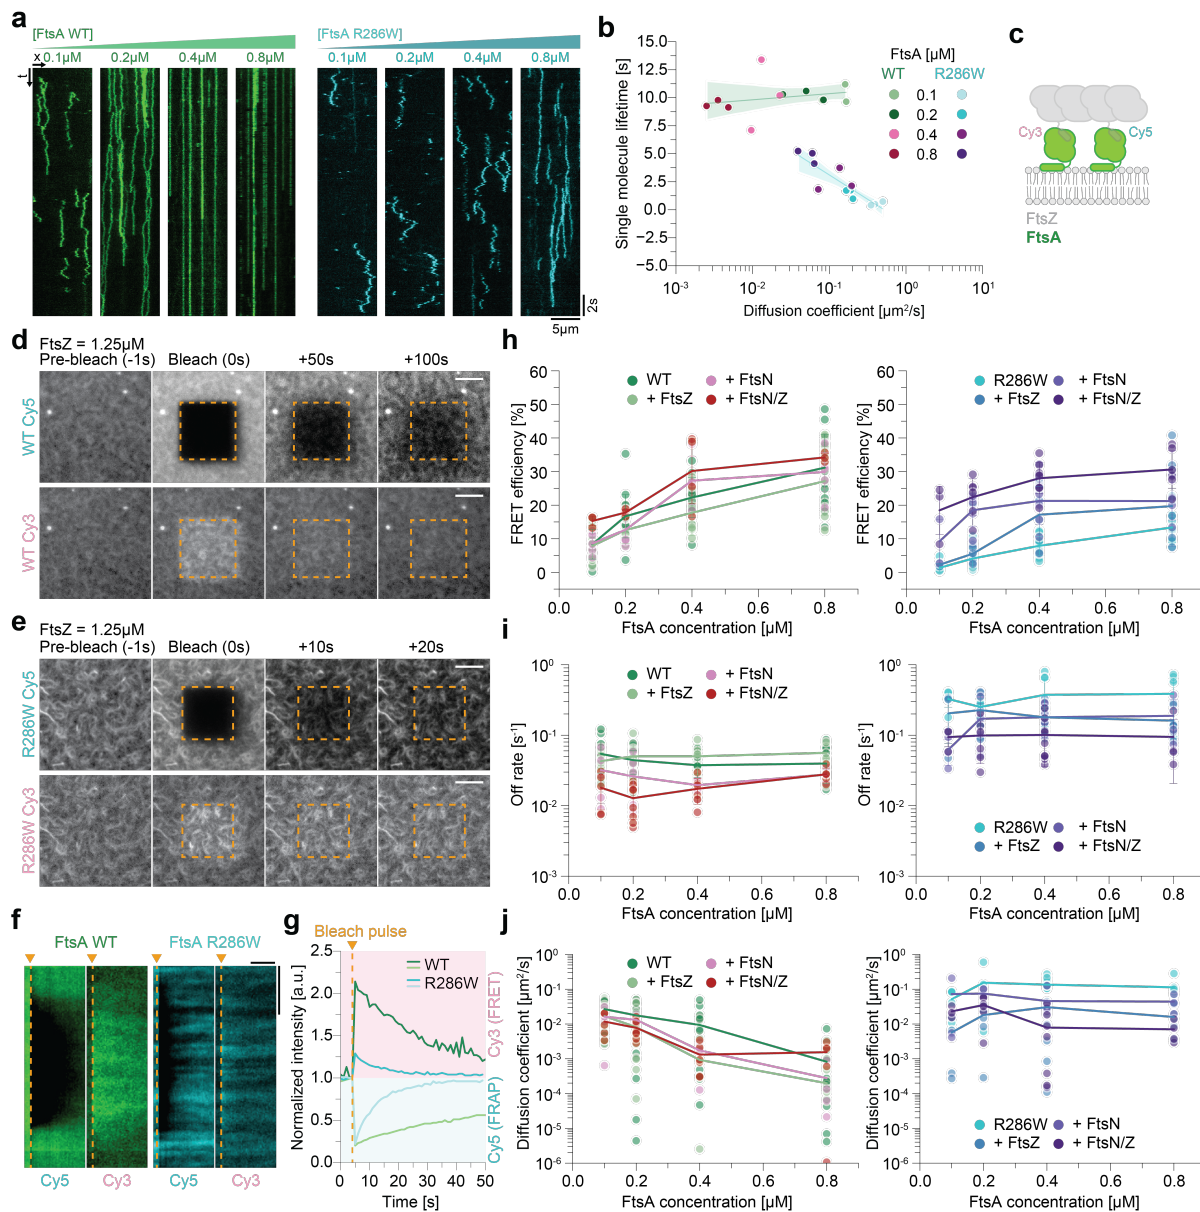 a
[FtsA WT]
[FtsA R286W]
0.1μM 0.2μM 0.4μM 0.8μM
0.1μM 0.2μM 0.4μM 0.8μM
x
t
2s
5μm
b
Single molecule lifetime [s]
15.0
12.5
10.0
7.5
5.0
2.5
0.0
−2.5
−5.0
10-3 10-2 10-1 100 101
Diffusion coefficient [μm2/s]
FtsA [μM]
WT R286W
0.1
0.2
0.4
0.8
c
Cy3 Cy5
FtsZ
FtsA
d
FtsZ = 1.25μM
Pre-bleach (-1s) Bleach (0s) +50s +100s
WT Cy5
WT Cy3
e
FtsZ = 1.25μM
Pre-bleach (-1s) Bleach (0s) +10s +20s
R286W Cy5
R286W Cy3
f
FtsA WT FtsA R286W
Cy5 Cy3 Cy5 Cy3
g
Bleach pulse
Normalized intensity [a.u.]
2.5
2.0
1.5
1.0
0.5
0.0
WT
R286W
Cy3 (FRET)
Cy5 (FRAP)
0 10 20 30 40 50
Time [s]
h
FRET efficiency [%]
60
50
40
30
20
10
0
WT + FtsN
+ FtsZ + FtsN/Z
0.0 0.2 0.4 0.6 0.8
FtsA concentration [μM]
FRET efficiency [%]
60
50
40
30
20
10
0
R286W + FtsN
+ FtsZ + FtsN/Z
0.0 0.2 0.4 0.6 0.8
FtsA concentration [μM]
i
Off rate [s-1]
100
10-1
10-2
10-3
WT + FtsN
+ FtsZ + FtsN/Z
0.0 0.2 0.4 0.6 0.8
FtsA concentration [μM]
Off rate [s-1]
100
10-1
10-2
10-3
R286W + FtsN
+ FtsZ + FtsN/Z
0.0 0.2 0.4 0.6 0.8
FtsA concentration [μM]
j
Diffusion coefficient [μm2/s]
100
10-1
10-2
10-3
10-4
10-5
10-6
WT + FtsN
+ FtsZ + FtsN/Z
0.0 0.2 0.4 0.6 0.8
FtsA concentration [μM]
Diffusion coefficient [μm2/s]
100
10-1
10-2
10-3
10-4
10-5
10-6
R286W + FtsN
+ FtsZ + FtsN/Z
0.0 0.2 0.4 0.6 0.8
FtsA concentration [μM]